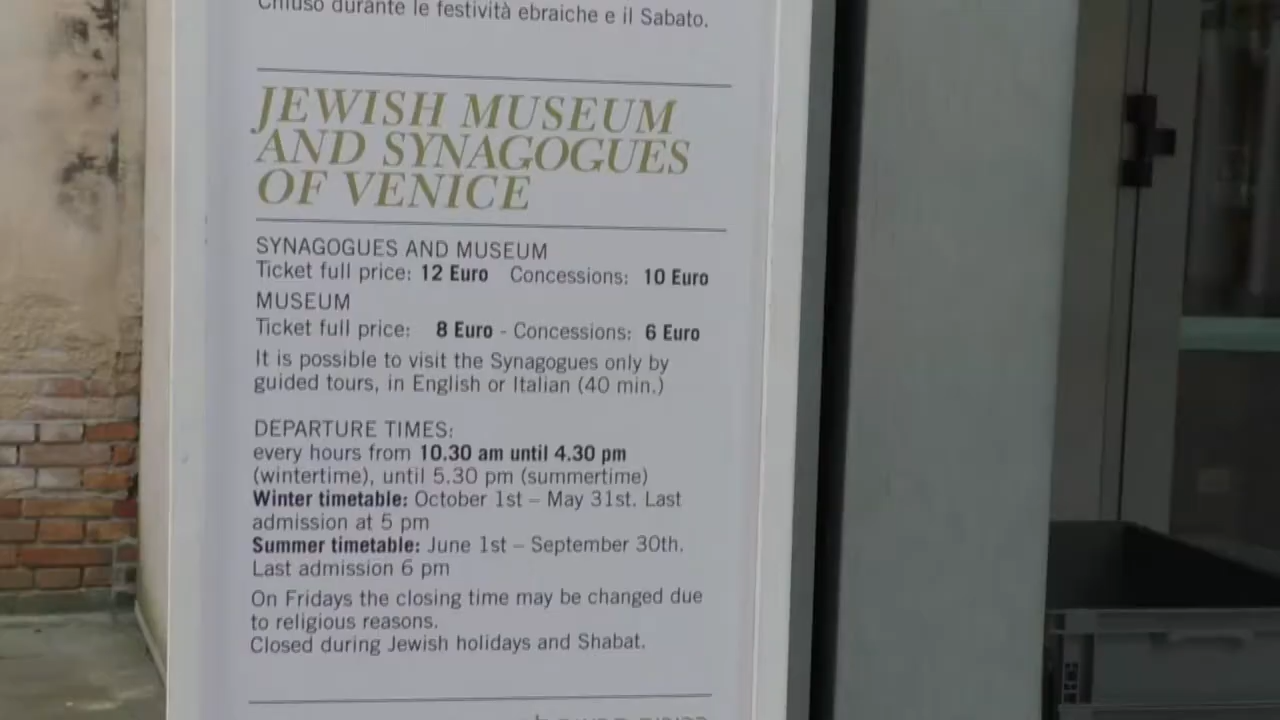 Chiuso durante le festività ebraiche e il Sabato.
JEWISH MUSEUM
AND SYNAGOGUES
OF VENICE
SYNAGOGUES AND MUSEUM
Ticket full price: 12 Euro Concessions: 10 Euro
MUSEUM
Ticket full price: 8 Euro - Concessions: 6 Euro
It is possible to visit the Synagogues only by
guided tours, in English or Italian (40 min.)
DEPARTURE TIMES:
every hours from 10.30 am until 4.30 pm
(wintertime), until 5.30 pm (summertime)
Winter timetable: October 1st – May 31st. Last
admission at 5 pm
Summer timetable: June 1st – September 30th.
Last admission 6 pm
On Fridays the closing time may be changed due
to religious reasons.
Closed during Jewish holidays and Shabat.